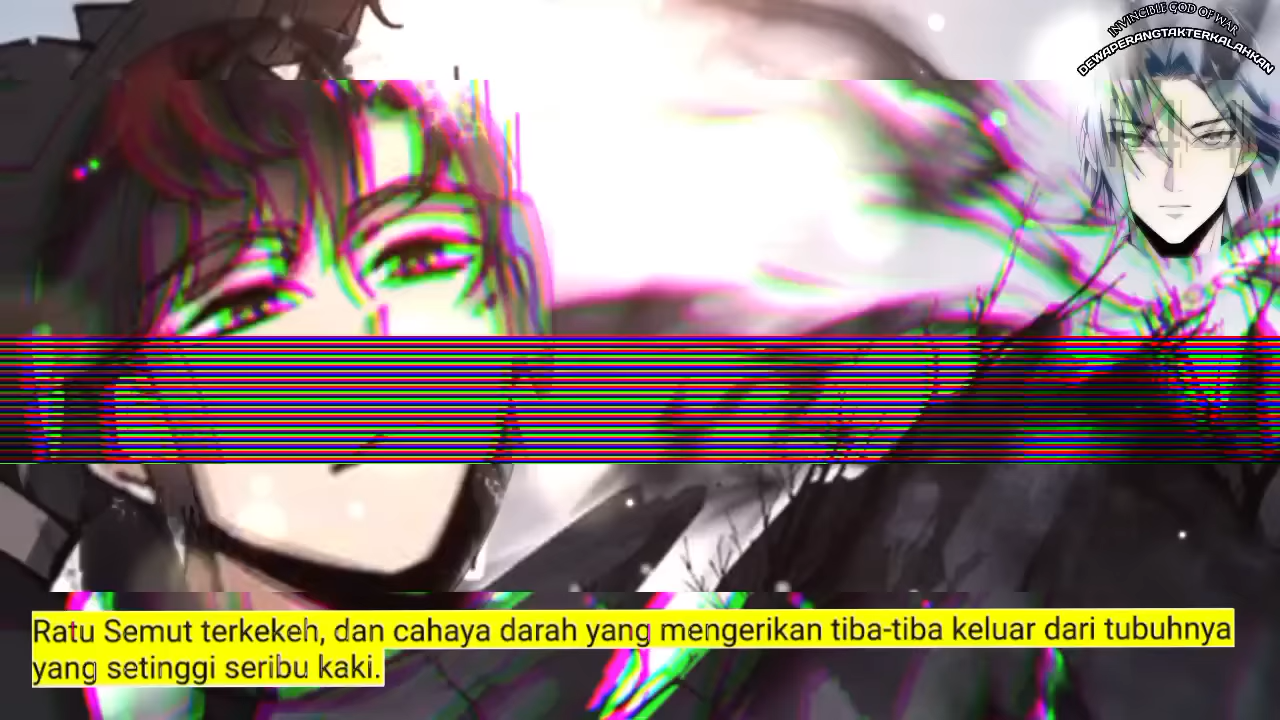 INVINCIBLE GOD OF WAR
DEWAPERANGTAKTERKALAHKAN
Ratu Semut terkekeh, dan cahaya darah yang mengerikan tiba-tiba keluar dari tubuhnya
yang setinggi seribu kaki.